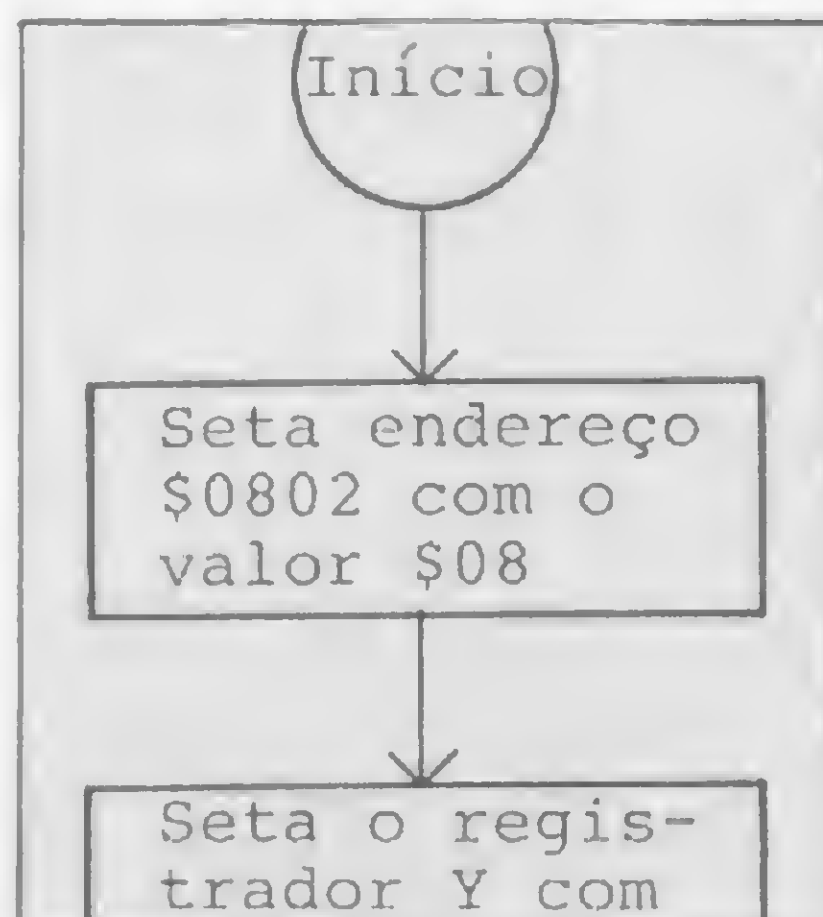 Início
Seta endereço
$0802 com o
valor $08
Seta o regis-
trador Y com